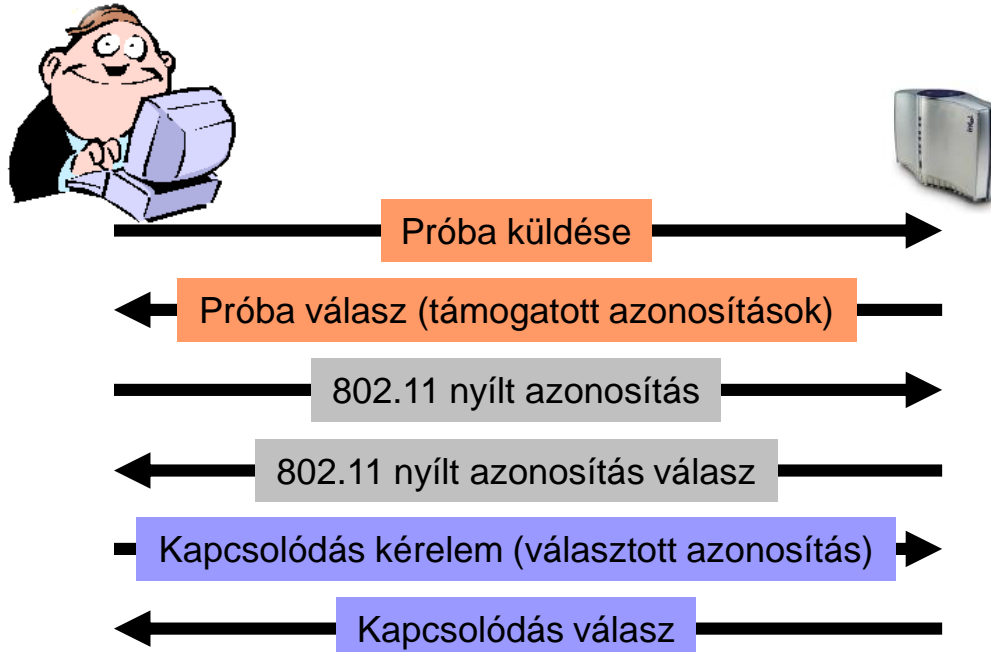 Próba küldése
Próba válasz (támogatott azonosítások)
802.11 nyílt azonosítás
802.11 nyílt azonosítás válasz
Kapcsolódás kérelem (választott azonosítás)
Kapcsolódás válasz